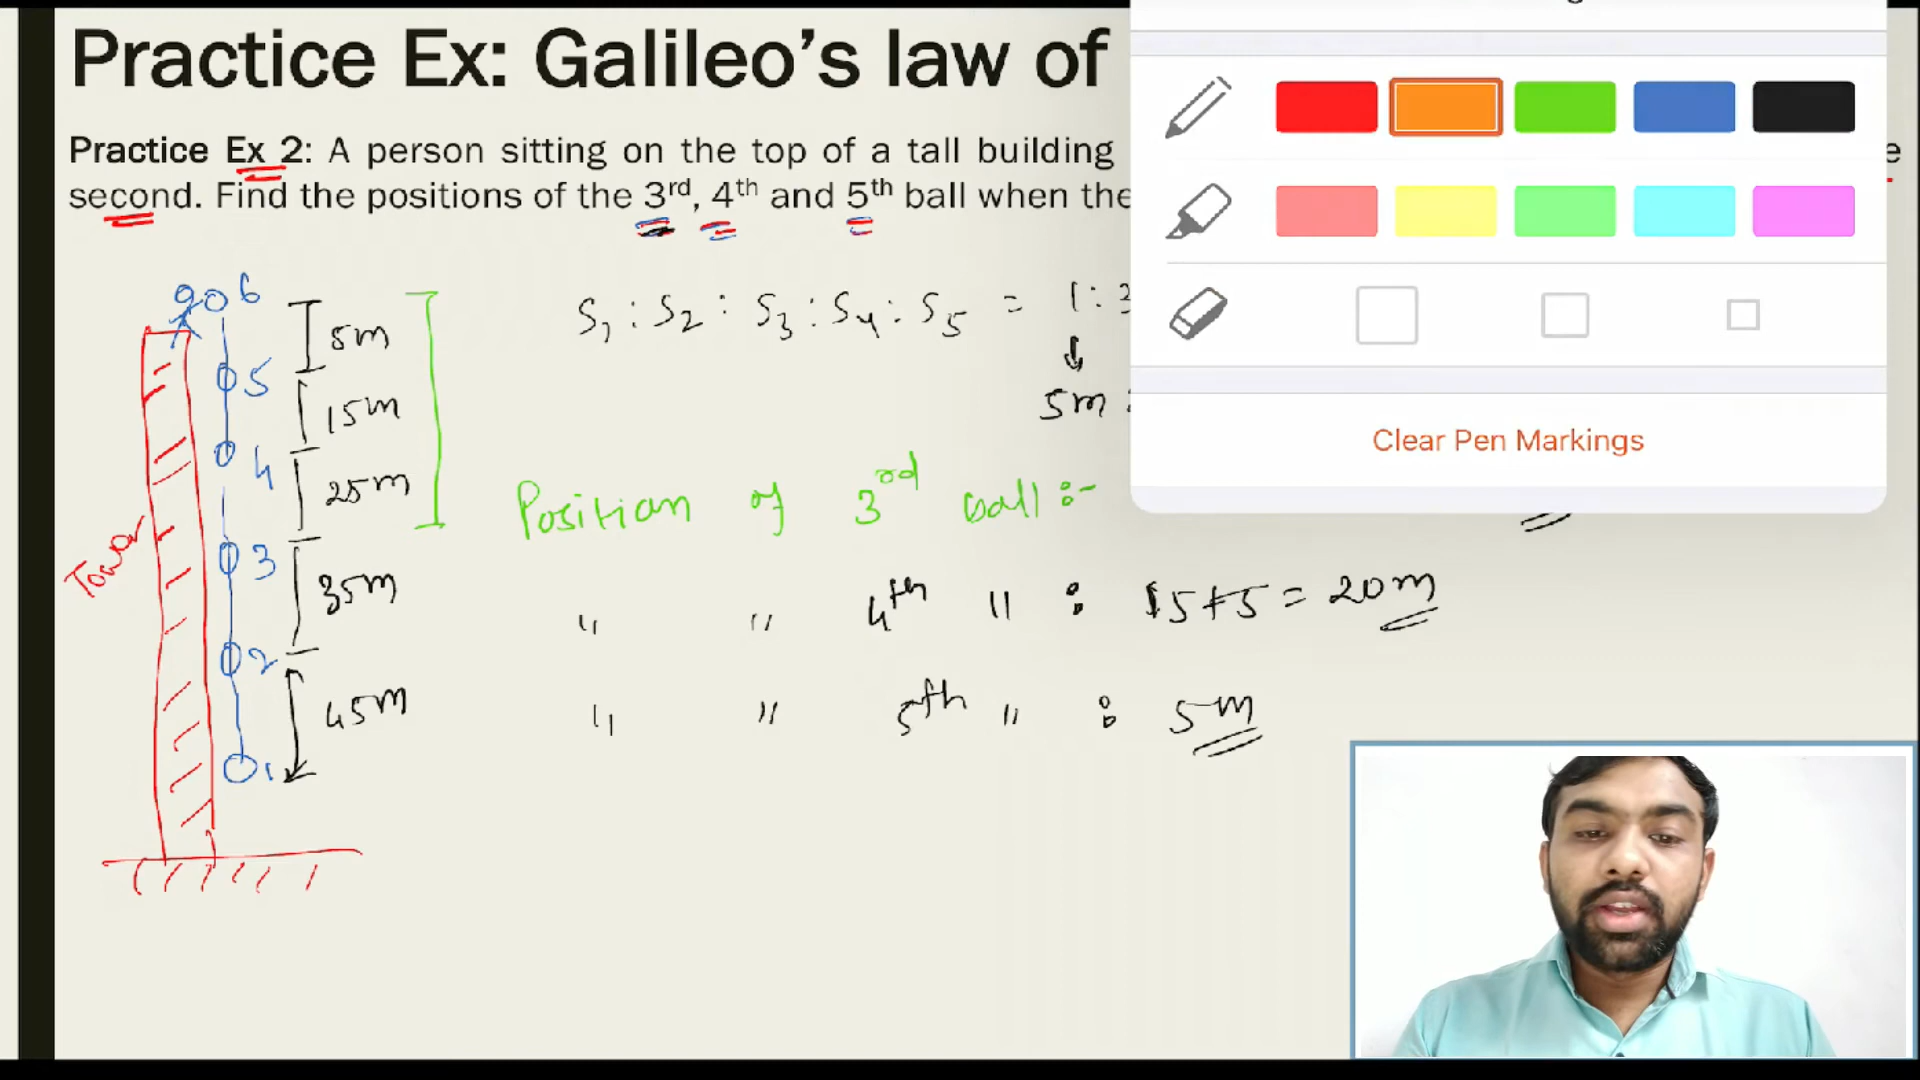 Practice Ex: Galileo's law of
Practice Ex 2: A person sitting on the top of a tall building
second. Find the positions of the 3rd, 4th and 5th ball when the
6
5m
5
15m
4
25m
3
35m
2
45m
1
Tower
S1 : S2 : S3 : S4 : S5 = 1 :
5m
Position of 3rd ball :-
" " 4th " : 15+5 = 20m
" " 5th " : 5m
Clear Pen Markings